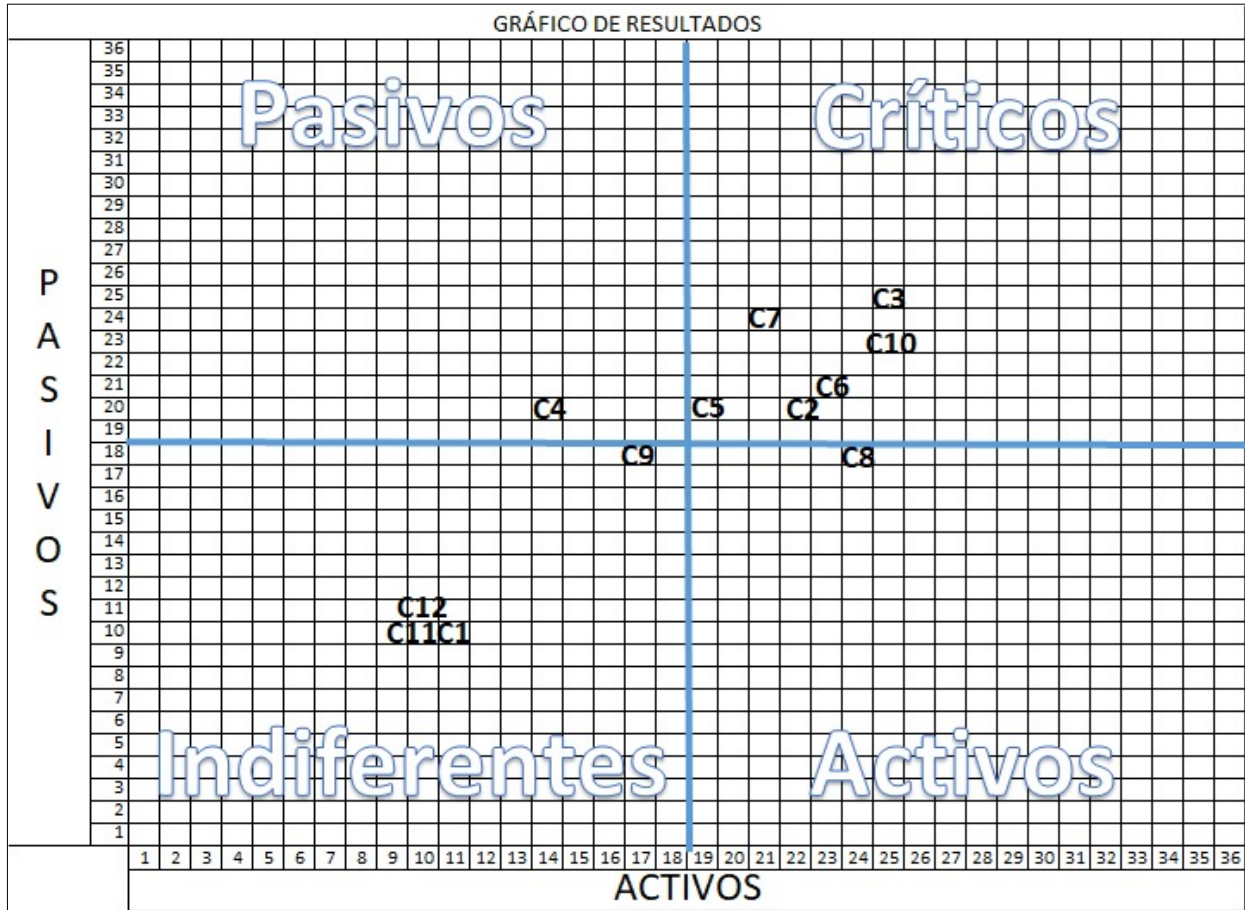 GRÁFICO DE RESULTADOS
36
35
34
Pasivos Críticos
33
32
31
30
29
28
27
26
25 C3
24 C7
23 C10
22
21 C6
20 C4 C5 C2
19
18 C9 C8
17
16
15
14
13
12
11 C12
10 C11 C1
9
8
7
6
5
Indiferentes Activos
4
3
2
1
PASIVOS
1 2 3 4 5 6 7 8 9 10 11 12 13 14 15 16 17 18 19 20 21 22 23 24 25 26 27 28 29 30 31 32 33 34 35 36
ACTIVOS